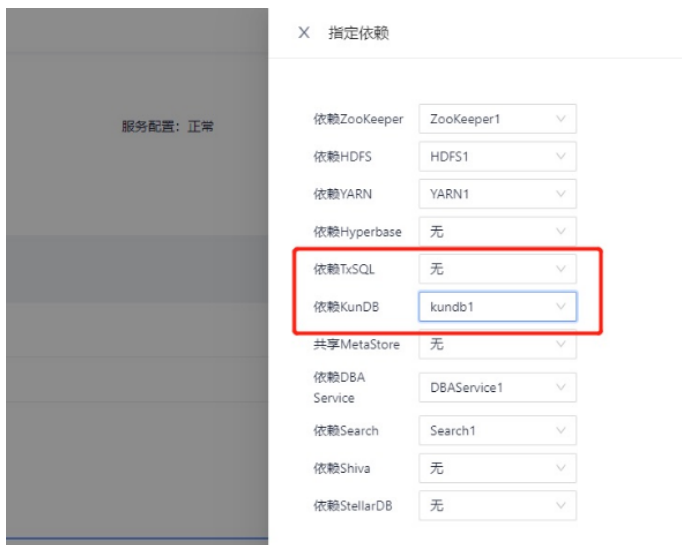 X 指定依赖
服务配置：正常
依赖ZooKeeper ZooKeeper1
依赖HDFS HDFS1
依赖YARN YARN1
依赖Hyperbase 无
依赖TxSQL 无
依赖KunDB kundb1
共享MetaStore 无
依赖DBA
Service DBAService1
依赖Search Search1
依赖Shiva 无
依赖StellarDB 无